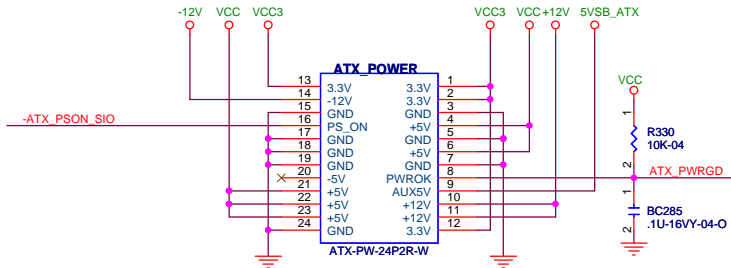 -12V VCC VCC3 VCC3 VCC +12V 5VSB_ATX
ATX_POWER
VCC
13 3.3V 3.3V 1
14 -12V 3.3V 2
15 GND GND 3
-ATX_PSON_SIO 16 PS_ON +5V 4
17 GND GND 5
18 GND +5V 6
19 GND GND 7
20 -5V PWROK 8
21 +5V AUX5V 9
22 +5V +12V 10
23 +5V +12V 11
24 GND 3.3V 12
ATX-PW-24P2R-W
1
R330
10K-04
2
ATX_PWRGD
1
BC285
.1U-16VY-04-O
2